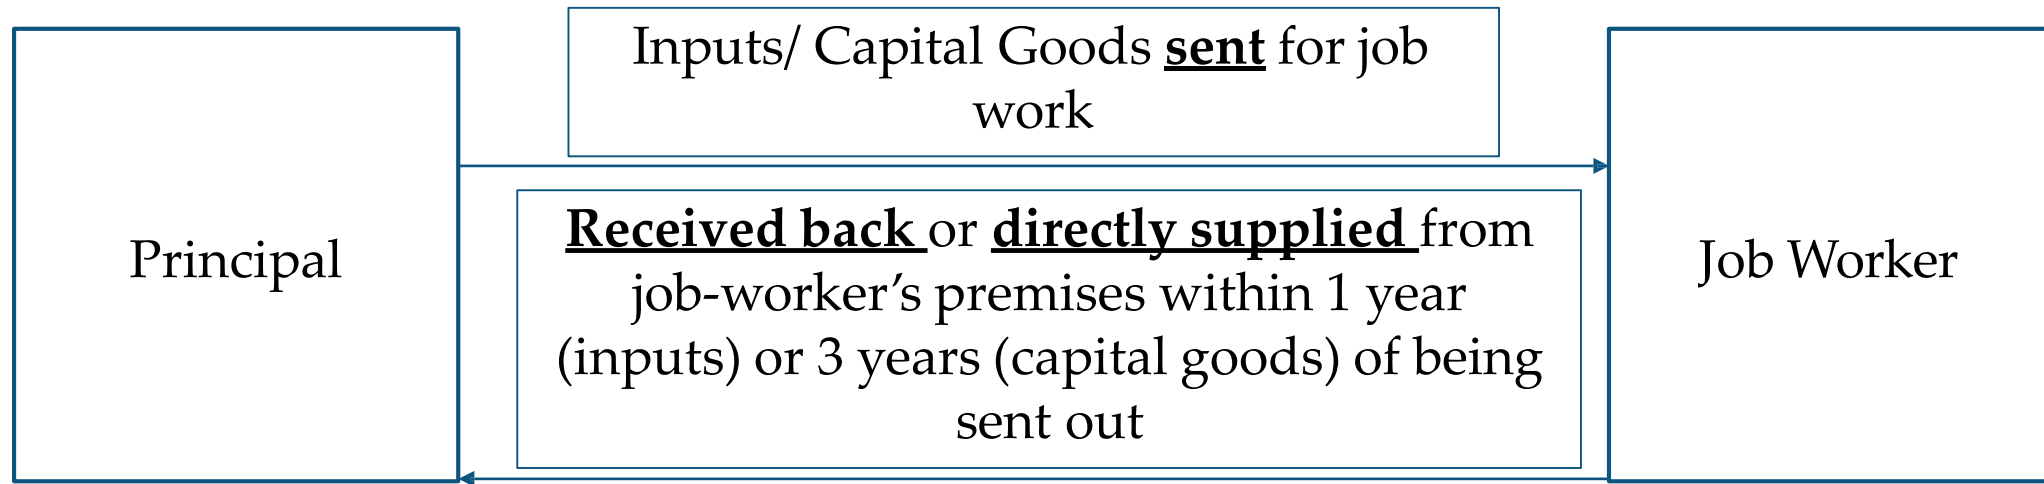 Inputs/ Capital Goods sent for job
work
Principal
Received back or directly supplied from
job-worker’s premises within 1 year
(inputs) or 3 years (capital goods) of being
sent out
Job Worker